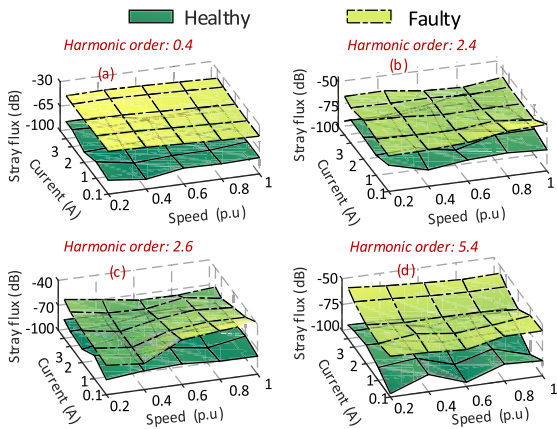 Healthy Faulty
Harmonic order: 0.4
(a)
Stray flux (dB)
-30
-65
-100
Current (A)
3
2
1
0.1
0.2
0.4
0.6
0.8
1
Speed (p.u)
Harmonic order: 2.4
(b)
Stray flux (dB)
-50
-75
-100
Current (A)
3
2
1
0.1
0.2
0.4
0.6
0.8
1
Speed (p.u)
Harmonic order: 2.6
(c)
Stray flux (dB)
-40
-70
-100
Current (A)
3
2
1
0.1
0.2
0.4
0.6
0.8
1
Speed (p.u)
Harmonic order: 5.4
(d)
Stray flux (dB)
-50
-75
-100
Current (A)
3
2
1
0.1
0.2
0.4
0.6
0.8
1
Speed (p.u)